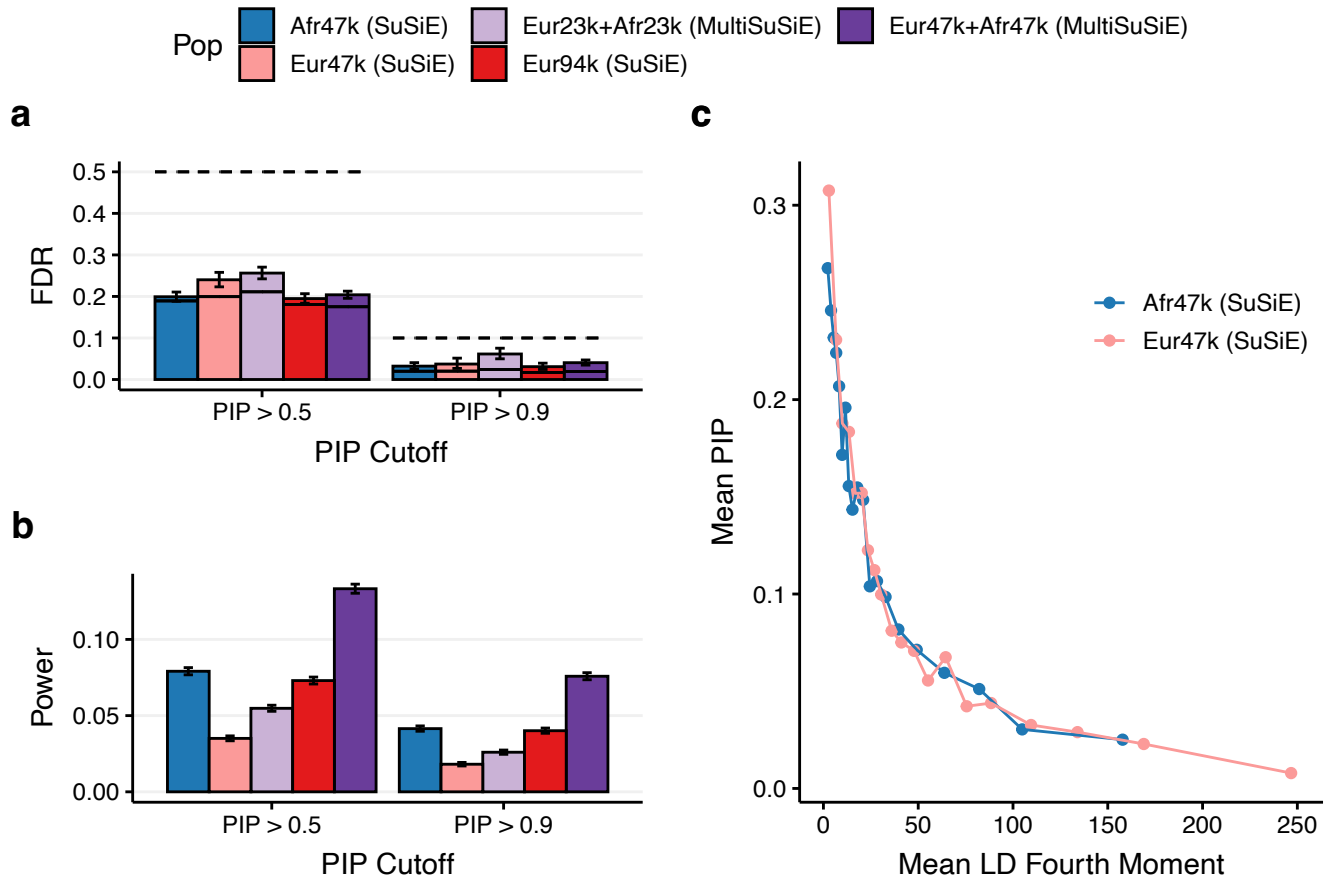 Pop
Afr47k (SuSiE)
Eur23k+Afr23k (MultiSuSiE)
Eur47k+Afr47k (MultiSuSiE)
Eur47k (SuSiE)
Eur94k (SuSiE)
a
FDR
0.5
0.4
0.3
0.2
0.1
0.0
PIP > 0.5
PIP > 0.9
PIP Cutoff
b
Power
0.10
0.05
0.00
PIP > 0.5
PIP > 0.9
PIP Cutoff
c
Mean PIP
0.3
0.2
0.1
0.0
Afr47k (SuSiE)
Eur47k (SuSiE)
0 50 100 150 200 250
Mean LD Fourth Moment